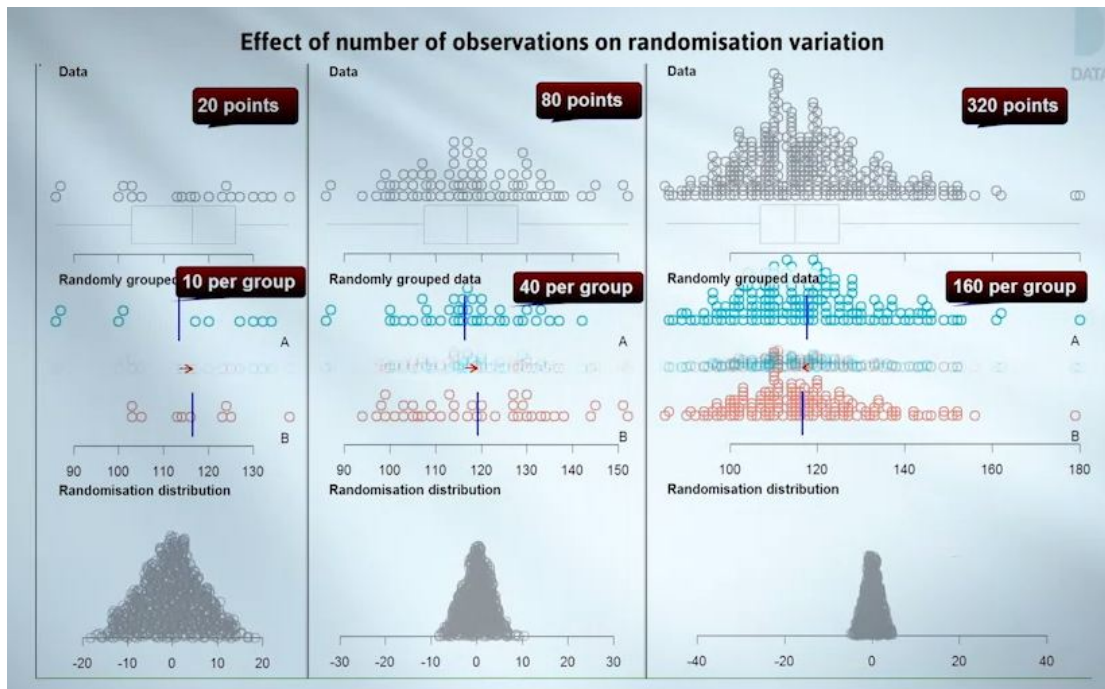 Effect of number of observations on randomisation variation
DATA
Data
20 points
Randomly grouped
10 per group
A
B
90 100 110 120 130
Randomisation distribution
-20 -10 0 10 20
Data
80 points
Randomly grouped data
40 per group
A
B
90 100 110 120 130 140 150
Randomisation distribution
-30 -20 -10 0 10 20 30
Data
320 points
Randomly grouped data
160 per group
A
B
100 120 140 160 180
Randomisation distribution
-40 -20 0 20 40